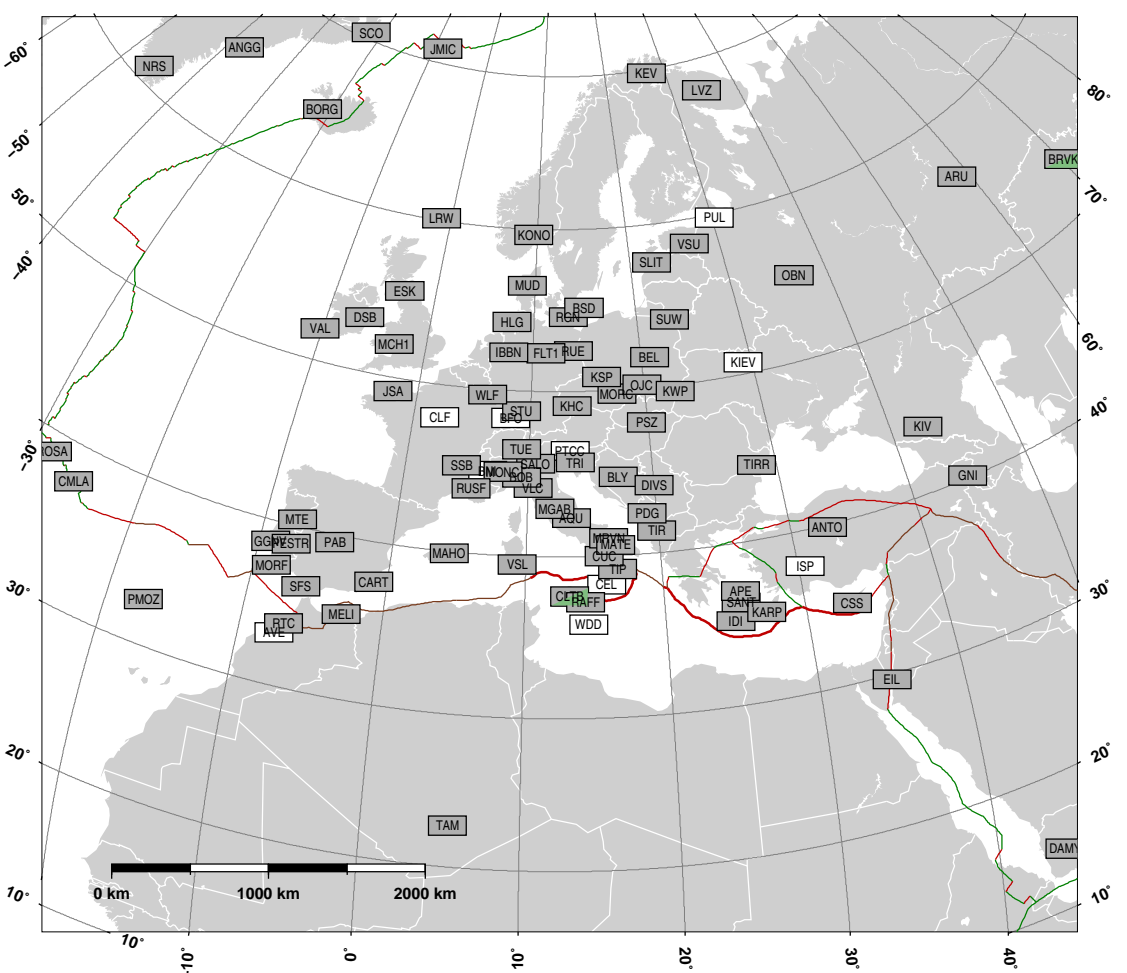 SCO
ANGG
JMIC
NRS
KEV
LVZ
BORG
BRVK
ARU
LRW
PUL
KONO
VSU
SLIT
OBN
MUD
ESK
BSD
RGN
DSB
SUW
HLG
VAL
MCH1
IBBN
FLT1
RUE
BEL
KIEV
KSP
OJC
JSA
WLF
MORC
KWP
KHC
STU
CLF
BFO
PSZ
KIV
TUE
PTCC
SSB
SALO
TRI
TIRR
MONC
GNI
BOB
BLY
CMLA
RUSF
VLC
DIVS
MGAB
AQU
PDG
MTE
TIR
ANTO
PAB
MATE
MAHO
CUC
MORF
VSL
TIP
ISP
CART
SFS
CEL
APE
PMOZ
RAFF
SANT
CSS
MELI
KARP
RTC
IDI
AVE
WDD
EIL
TAM
DAMY
0 km
1000 km
2000 km
-60°
-50°
50°
-40°
-30°
30°
20°
10°
80°
70°
60°
40°
30°
20°
10°
10°
-10°
0°
10°
20°
30°
40°